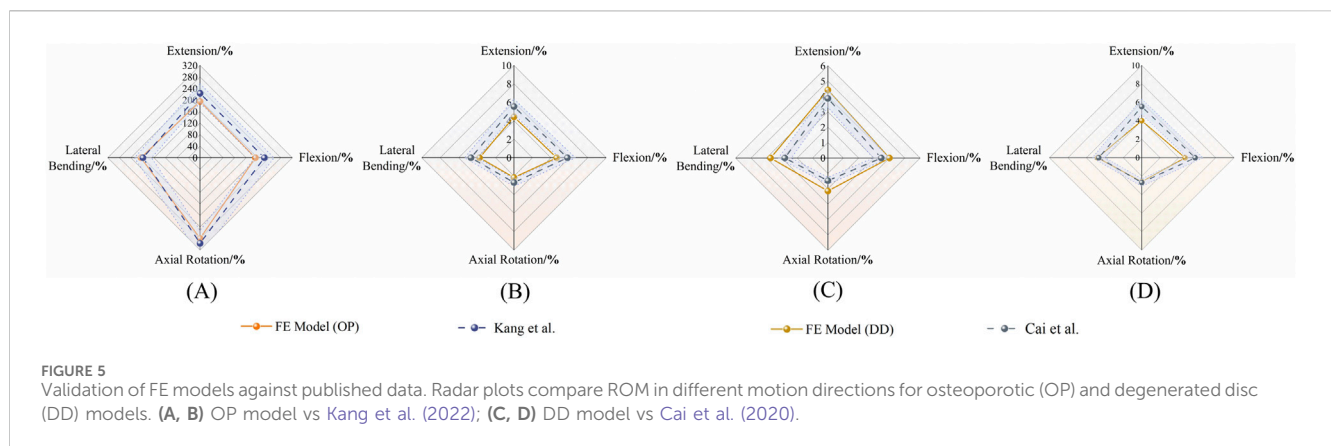 Extension/%
320
280
240
200
160
120
80
40
0
Lateral
Bending/%
Flexion/%
Axial Rotation/%
(A)
Extension/%
10
8
6
4
2
0
Lateral
Bending/%
Flexion/%
Axial Rotation/%
(B)
Extension/%
6
5
3
2
1
0
Lateral
Bending/%
Flexion/%
Axial Rotation/%
(C)
Extension/%
10
8
6
4
2
0
Lateral
Bending/%
Flexion/%
Axial Rotation/%
(D)
FE Model (OP)
Kang et al.
FE Model (DD)
Cai et al.
FIGURE 5
Validation of FE models against published data. Radar plots compare ROM in different motion directions for osteoporotic (OP) and degenerated disc
(DD) models. (A, B) OP model vs Kang et al. (2022); (C, D) DD model vs Cai et al. (2020).